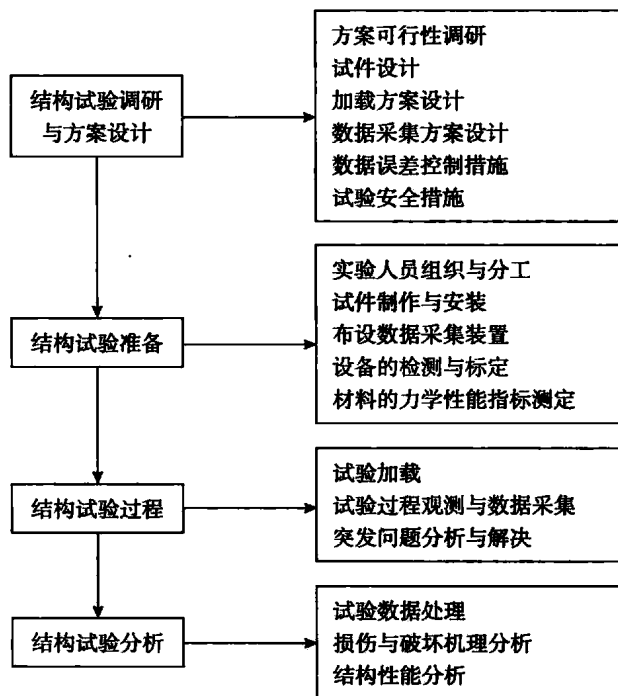 结构试验调研
与方案设计
方案可行性调研
试件设计
加载方案设计
数据采集方案设计
数据误差控制措施
试验安全措施
结构试验准备
实验人员组织与分工
试件制作与安装
布设数据采集装置
设备的检测与标定
材料的力学性能指标测定
结构试验过程
试验加载
试验过程观测与数据采集
突发问题分析与解决
结构试验分析
试验数据处理
损伤与破坏机理分析
结构性能分析